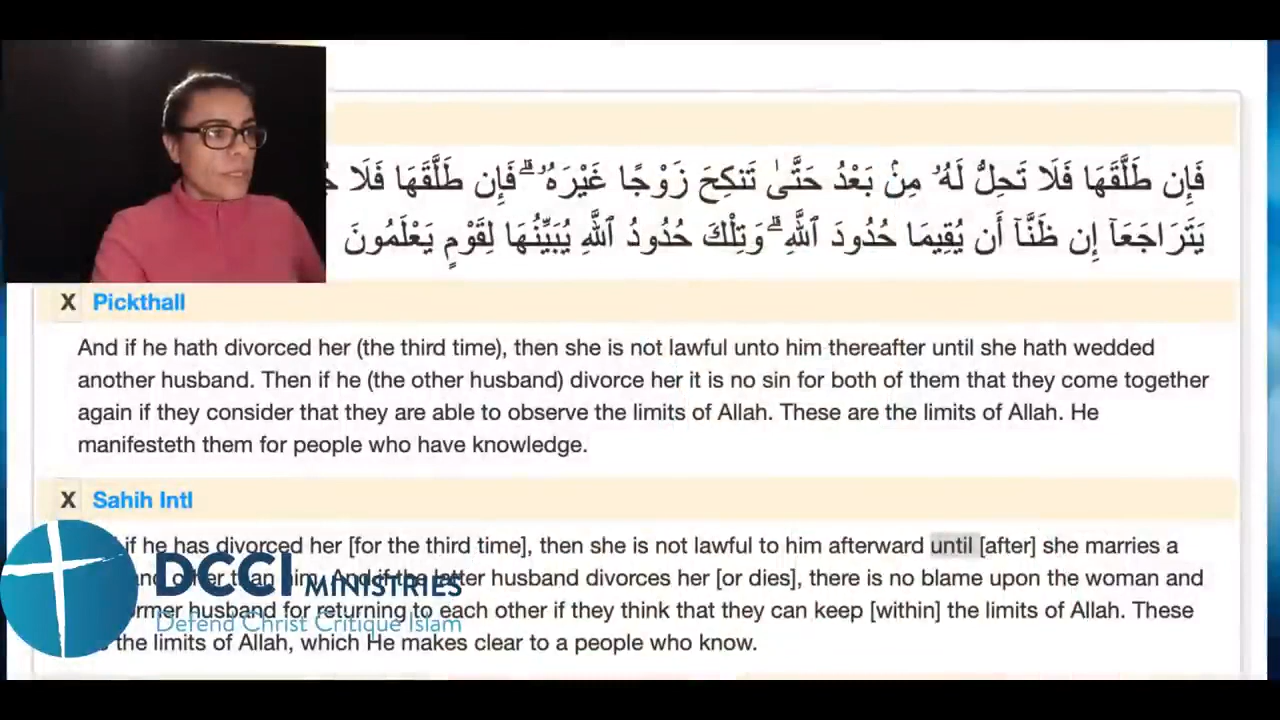 فَإِن طَلَّقَهَا فَلَا تَحِلُّ لَهُۥ مِنۢ بَعْدُ حَتَّىٰ تَنكِحَ زَوْجًا غَيْرَهُۥ ۗ فَإِن طَلَّقَهَا فَلَا
يَتَرَاجَعَآ إِن ظَنَّآ أَن يُقِيمَا حُدُودَ ٱللَّهِ ۗ وَتِلْكَ حُدُودُ ٱللَّهِ يُبَيِّنُهَا لِقَوْمٍ يَعْلَمُونَ
X Pickthall
And if he hath divorced her (the third time), then she is not lawful unto him thereafter until she hath wedded
another husband. Then if he (the other husband) divorce her it is no sin for both of them that they come together
again if they consider that they are able to observe the limits of Allah. These are the limits of Allah. He
manifesteth them for people who have knowledge.
X Sahih Intl
if he has divorced her [for the third time], then she is not lawful to him afterward until [after] she marries a
other than him. And if the latter husband divorces her [or dies], there is no blame upon the woman and
former husband for returning to each other if they think that they can keep [within] the limits of Allah. These
the limits of Allah, which He makes clear to a people who know.
DCCI MINISTRIES
Defend Christ Critique Islam